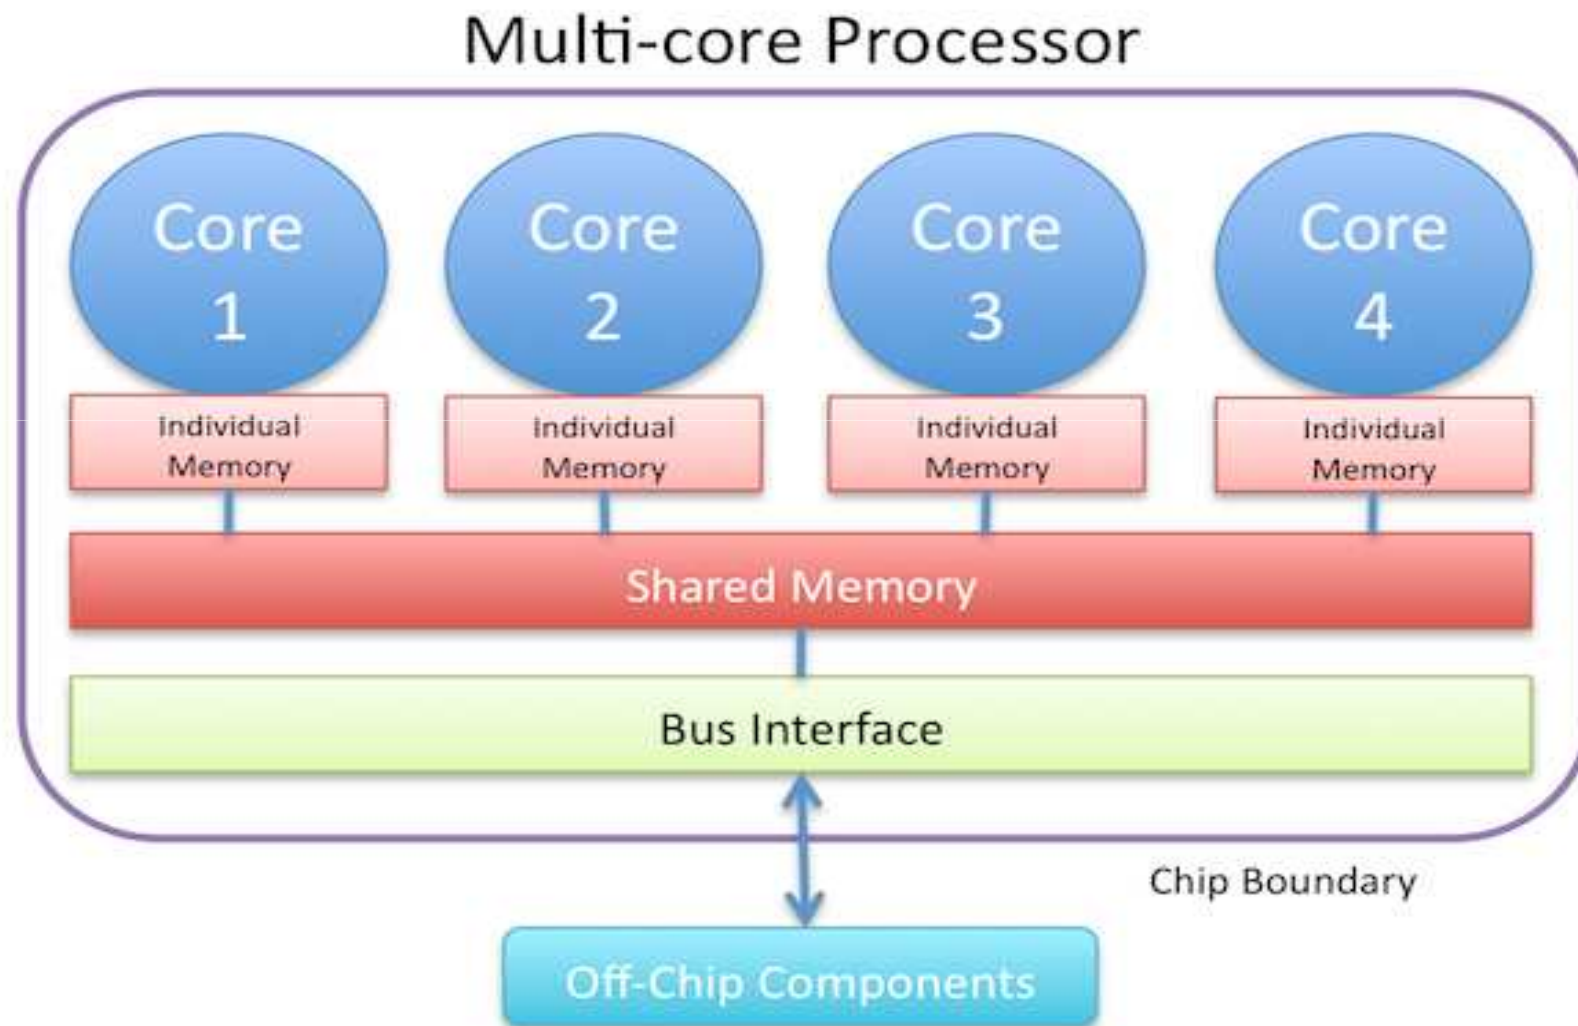 Multi-core Processor
Core
1
Core
2
Core
3
Core
4
Individual
Memory
Individual
Memory
Individual
Memory
Individual
Memory
Shared Memory
Bus Interface
Chip Boundary
Off-Chip Components